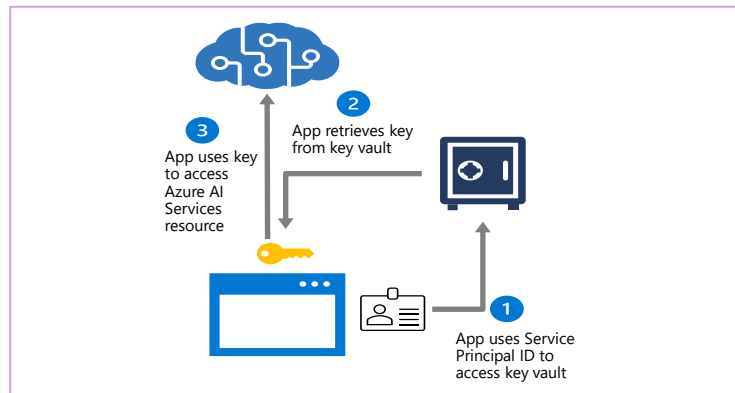 1
App uses Service
Principal ID to
access key vault
2
App retrieves key
from key vault
3
App uses key
to access
Azure AI
Services
resource